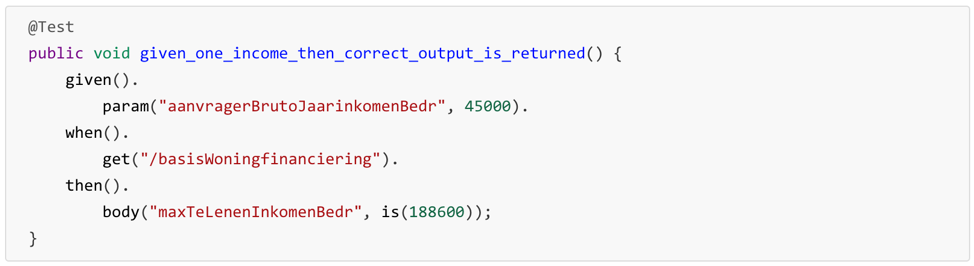 @Test
public void given_one_income_then_correct_output_is_returned() {
    given().
        param("aanvragerBrutoJaarinkomenBedr", 45000).
    when().
        get("/basisWoningfinanciering").
    then().
        body("maxTeLenenInkomenBedr", is(188600));
}